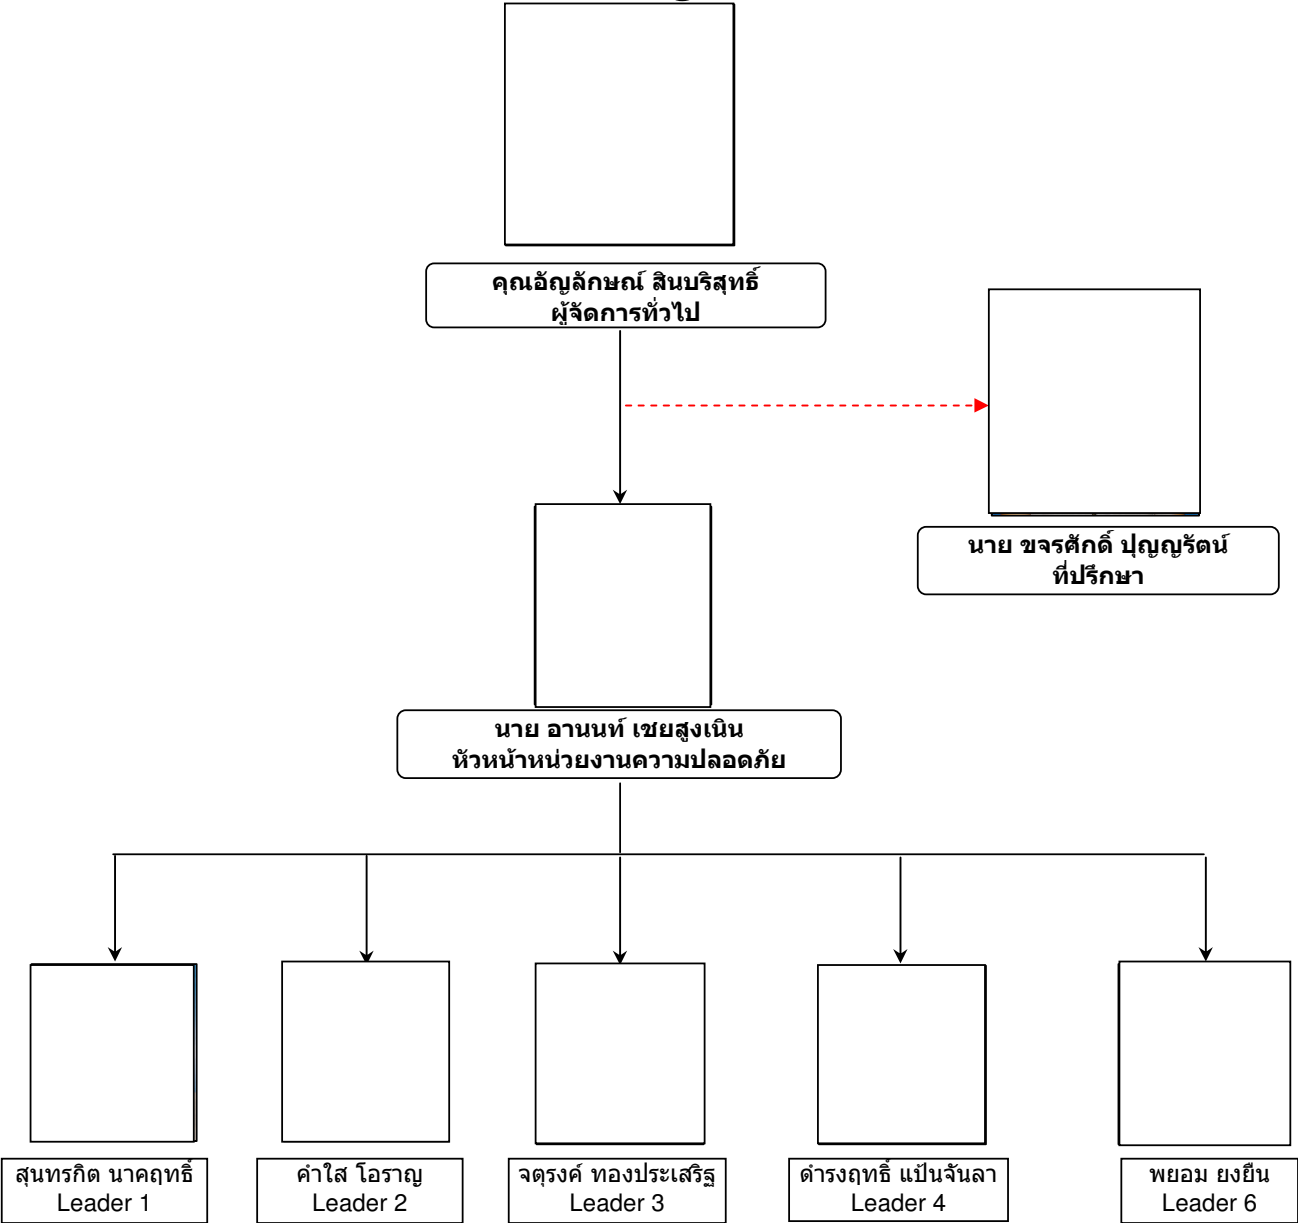 คุณอัญลักษณ์ สินบริสุทธิ์
ผู้จัดการทั่วไป
นาย ขจรศักดิ์ ปุญญรัตน์
ที่ปรึกษา
นาย อานนท์ เชยสูงเนิน
หัวหน้าหน่วยงานความปลอดภัย
สุนทรกิต นาคฤทธิ์
Leader 1
คำใส โอราญ
Leader 2
จตุรงค์ ทองประเสริฐ
Leader 3
ดำรงฤทธิ์ แป้นจันลา
Leader 4
พยอม ยงยืน
Leader 6